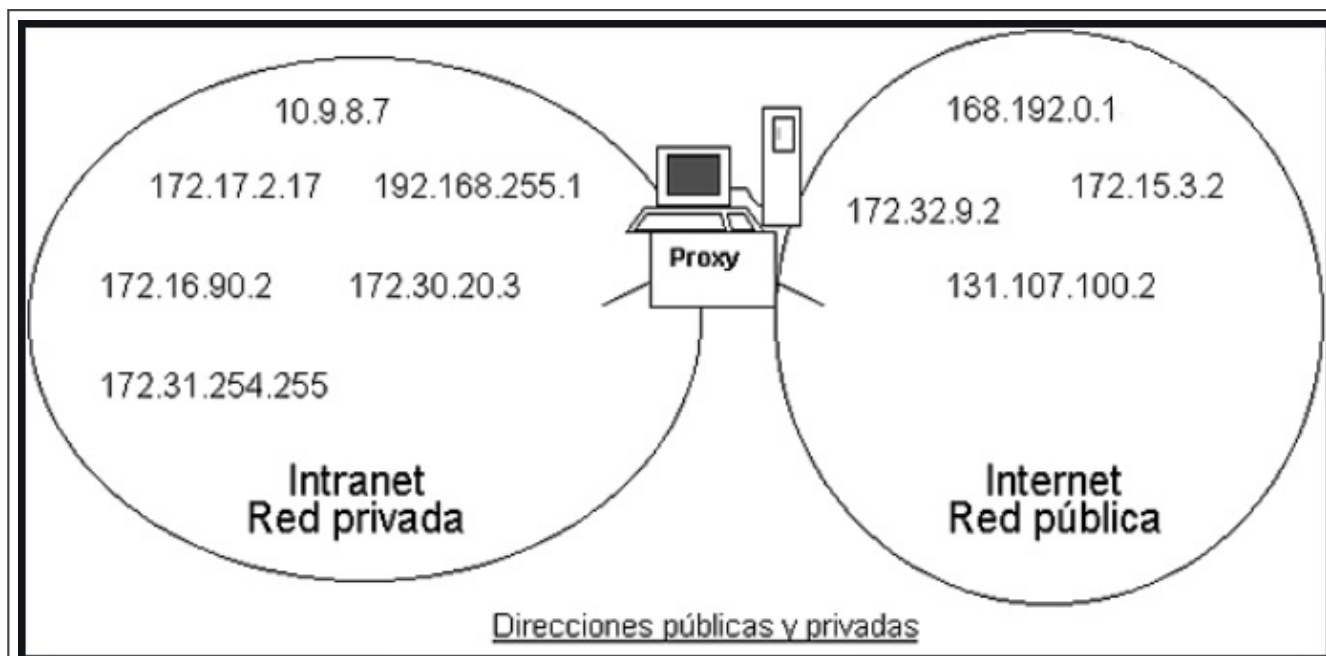 10.9.8.7
172.17.2.17
192.168.255.1
172.16.90.2
172.30.20.3
172.31.254.255
Intranet
Red privada
Proxy
168.192.0.1
172.15.3.2
172.32.9.2
131.107.100.2
Internet
Red pública
Direcciones públicas y privadas